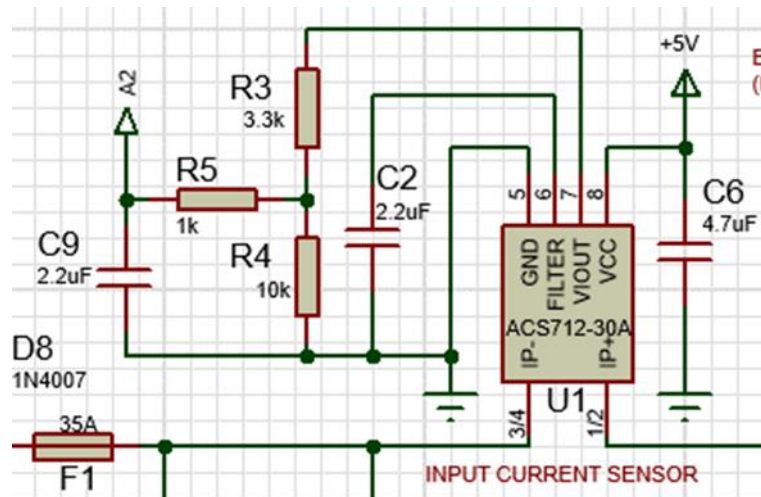 +5V
E
(I
A2
R3
3.3k
R5
1k
C2
2.2uF
C6
4.7uF
C9
2.2uF
R4
10k
5
6
7
8
GND
FILTER
VIOUT
VCC
ACS712-30A
IP-
IP+
U1
3/4
1/2
D8
1N4007
35A
F1
INPUT CURRENT SENSOR